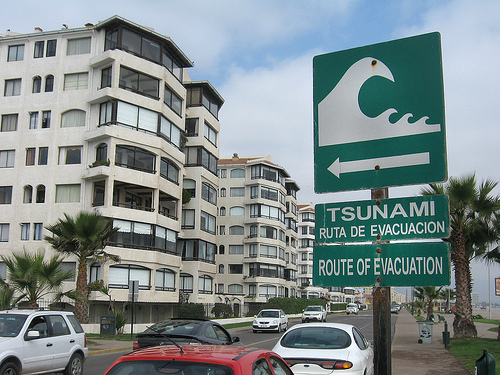 TSUNAMI
RUTA DE EVACUACION
ROUTE OF EVACUATION